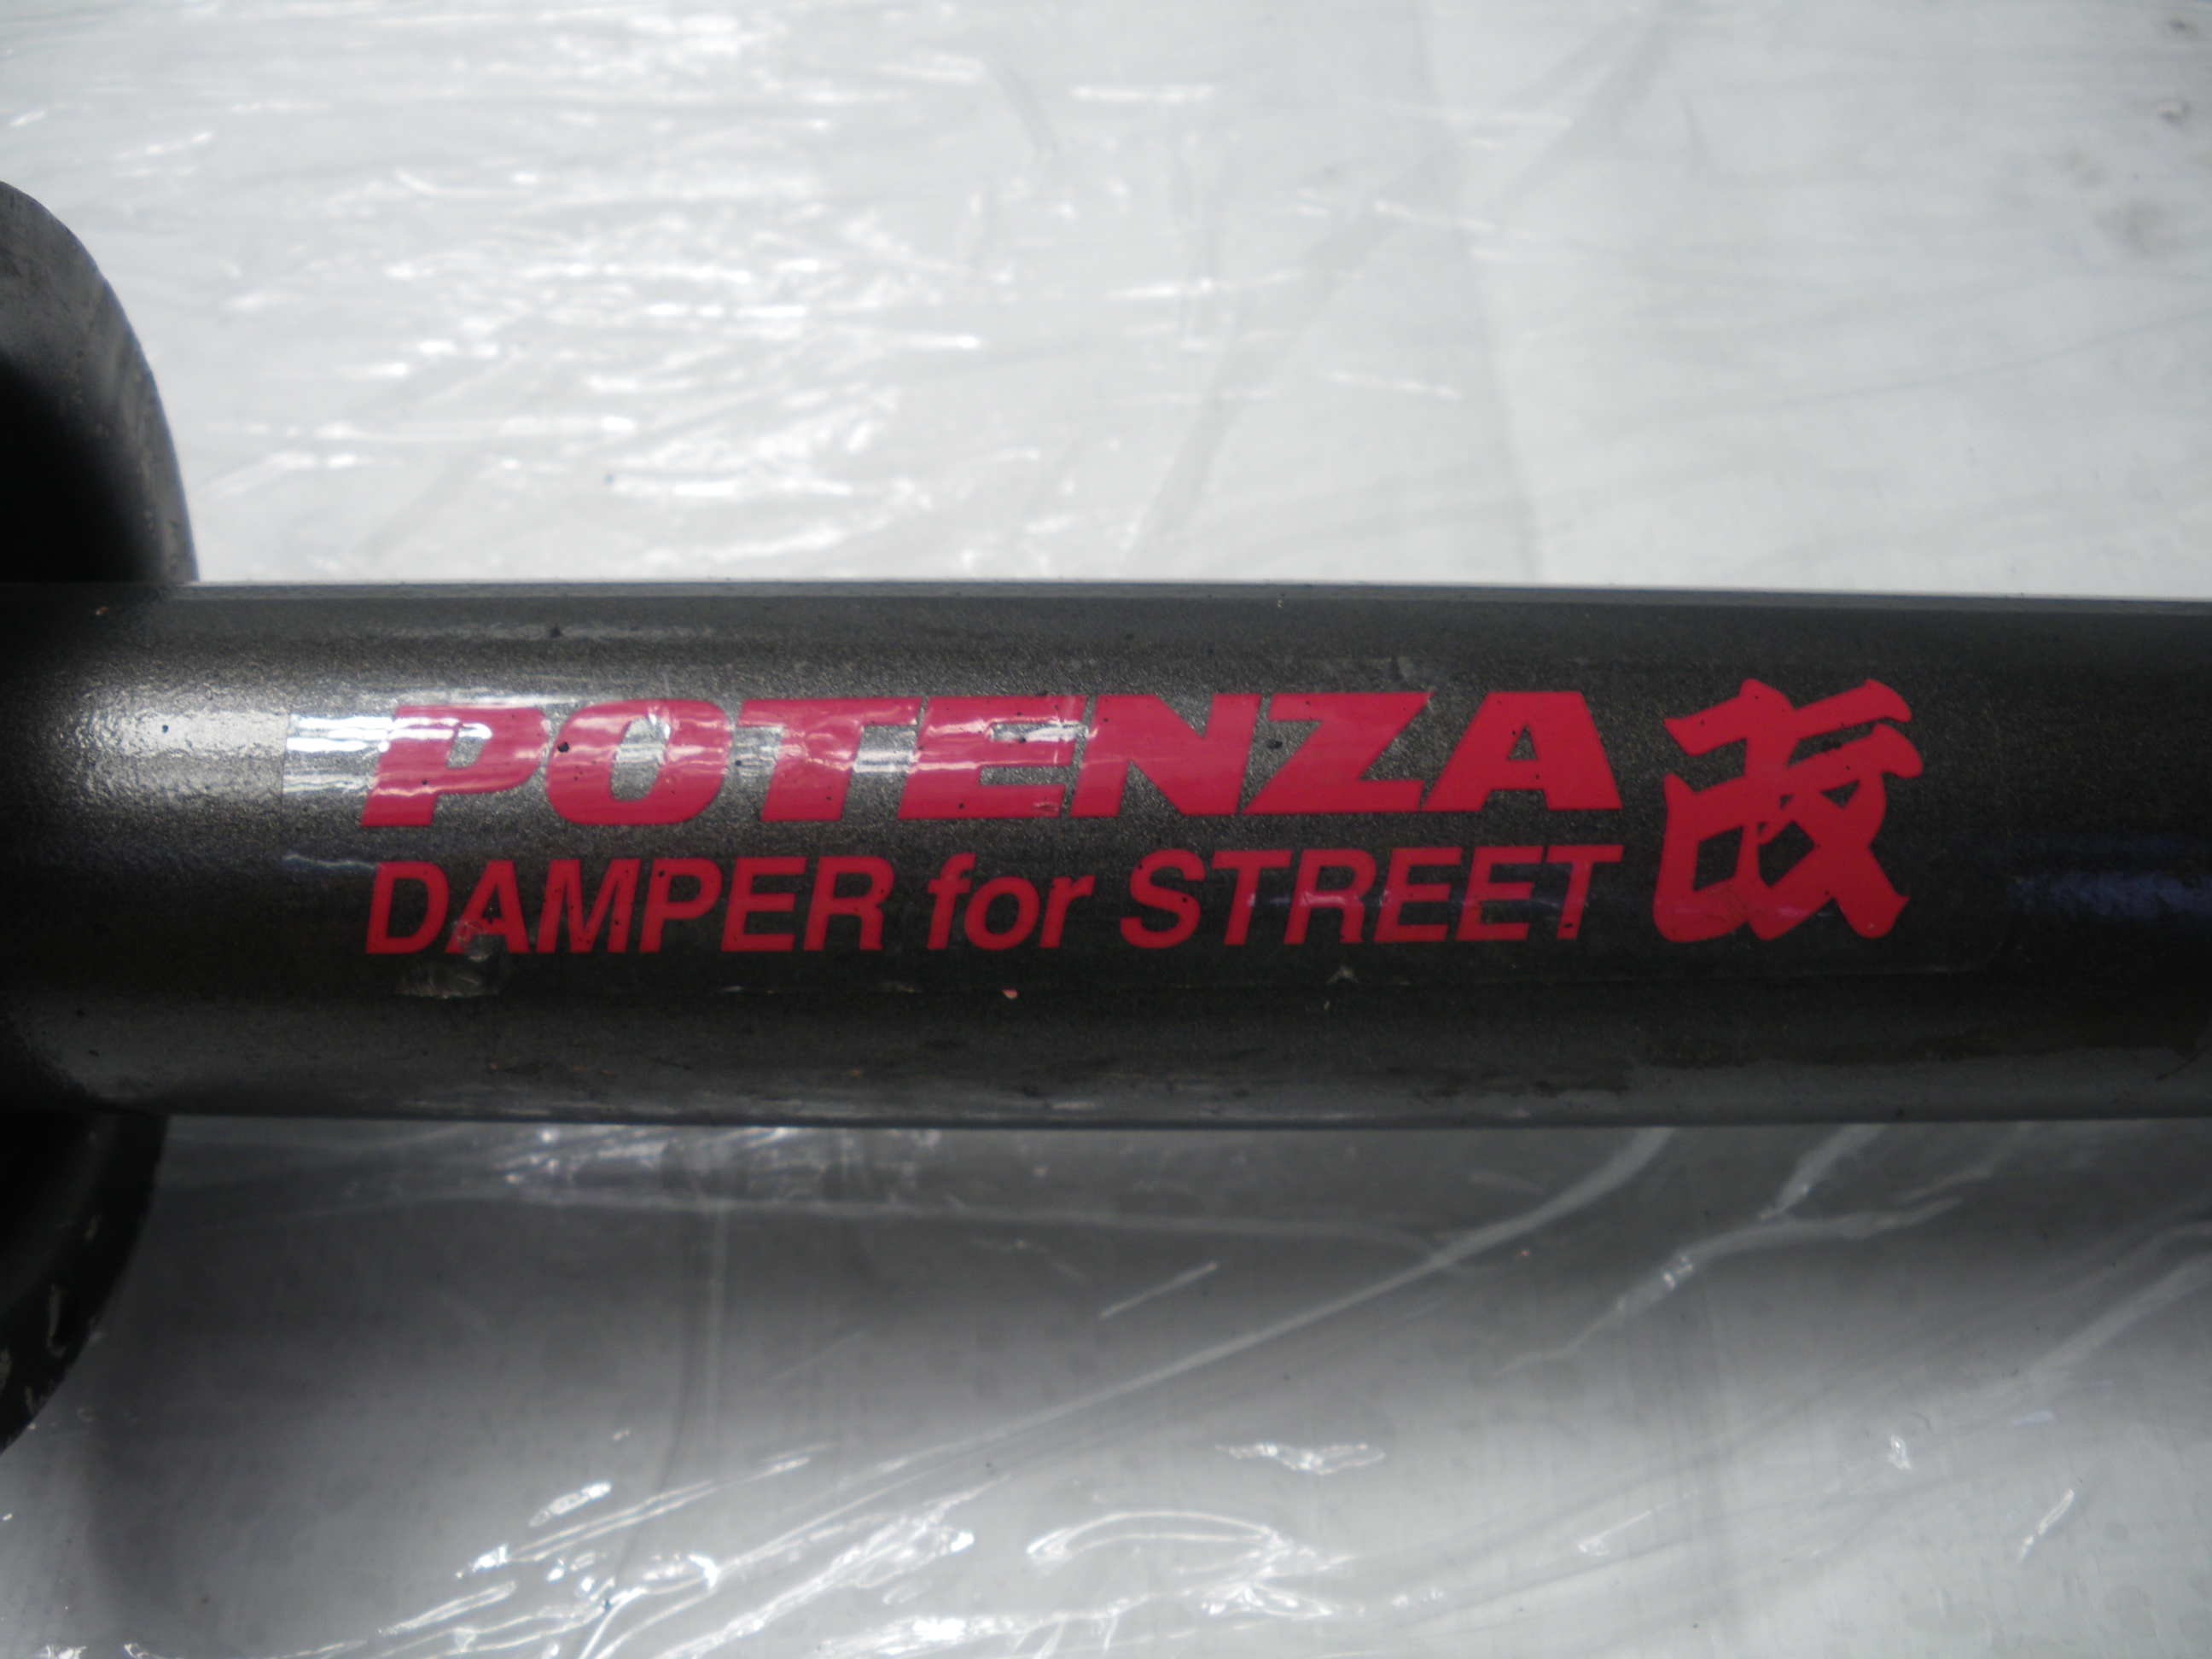 POTENZA 改
DAMPER for STREET